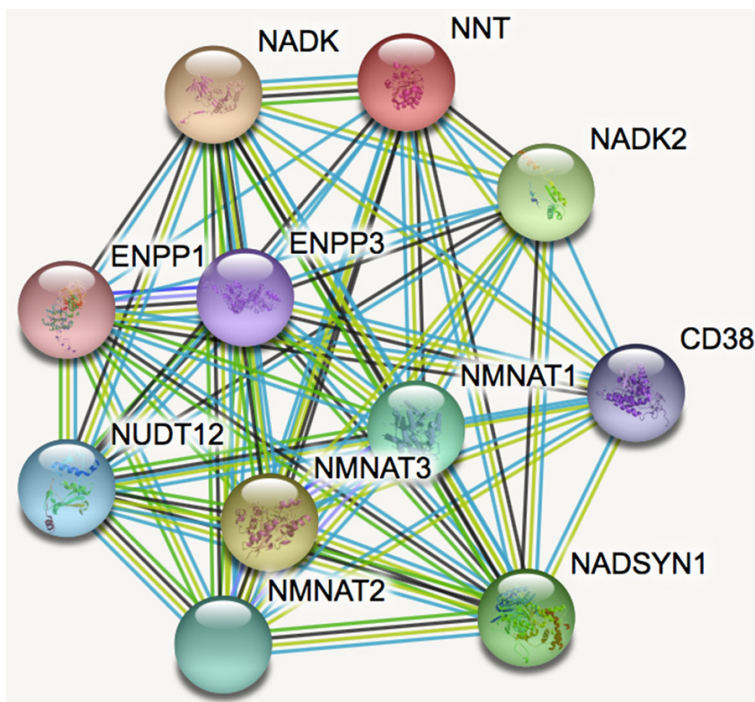 NADK
NNT
NADK2
ENPP1
ENPP3
CD38
NMNAT1
NUDT12
NMNAT3
NADSYN1
NMNAT2